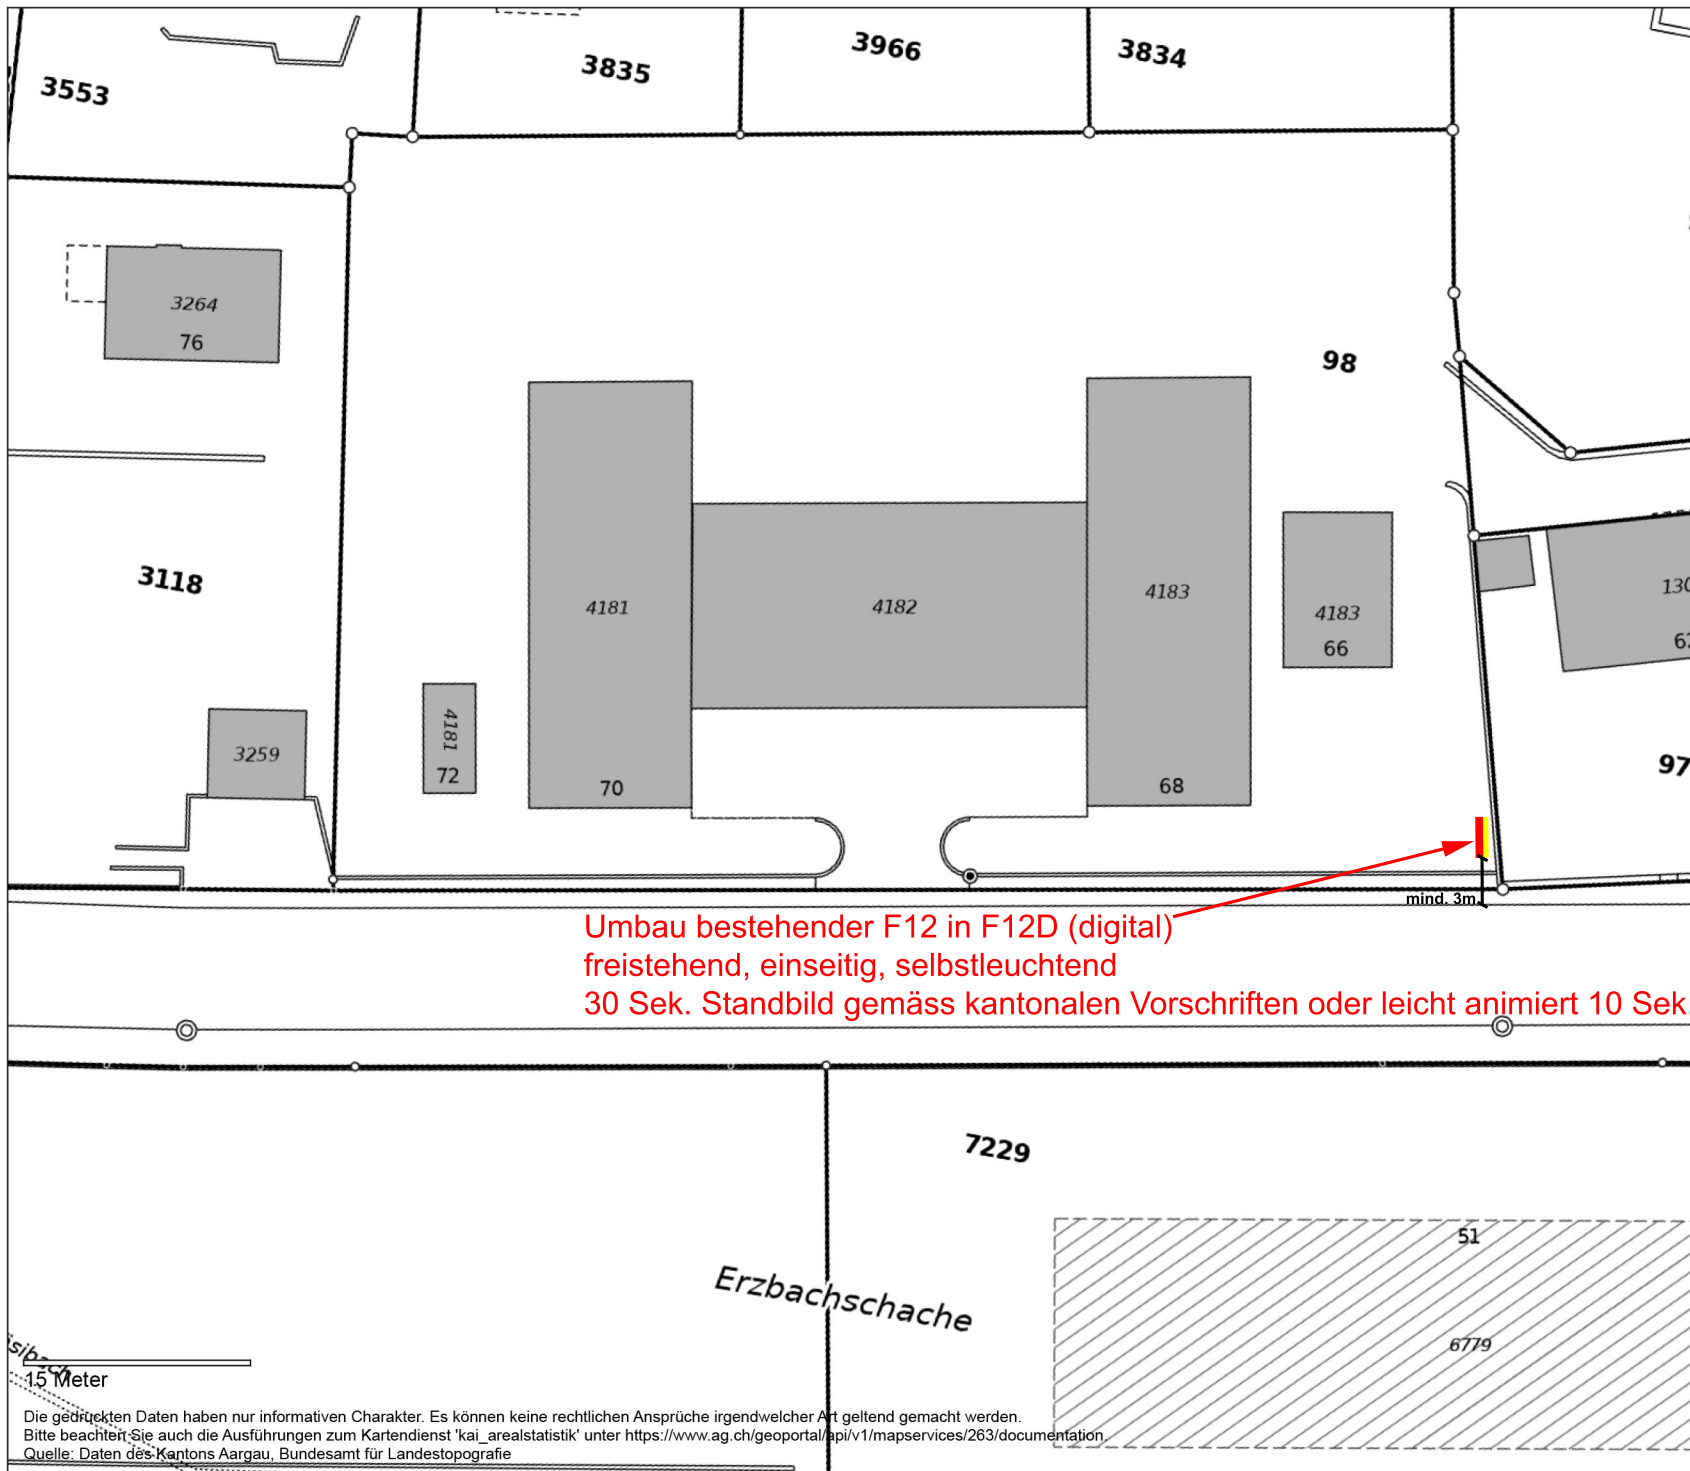 3553
3835
3966
3834
3264
76
98
3118
4181
4182
4183
4183
66
62
3259
4181
72
70
68
97
mind. 3m
Umbau bestehender F12 in F12D (digital)
freistehend, einseitig, selbstleuchtend
30 Sek. Standbild gemäss kantonalen Vorschriften oder leicht animiert 10 Sek.
7229
51
Erzbachschache
6779
15 Meter
Die gedruckten Daten haben nur informativen Charakter. Es können keine rechtlichen Ansprüche irgendwelcher Art geltend gemacht werden.
Bitte beachten Sie auch die Ausführungen zum Kartendienst 'kai_arealstatistik' unter https://www.ag.ch/geoportal/api/v1/mapservices/263/documentation.
Quelle: Daten des Kantons Aargau, Bundesamt für Landestopografie